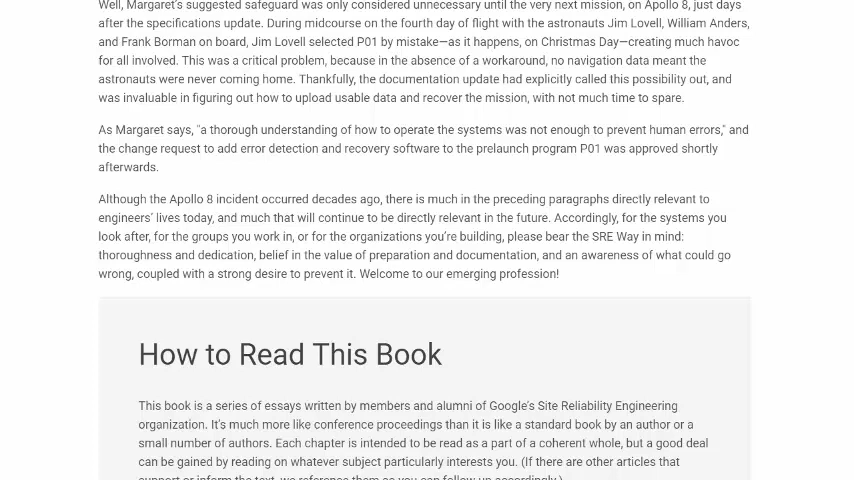 Well, Margaret's suggested safeguard was only considered unnecessary until the very next mission, on Apollo 8, just days
after the specifications update. During midcourse on the fourth day of flight with the astronauts Jim Lovell, William Anders,
and Frank Borman on board, Jim Lovell selected P01 by mistake—as it happens, on Christmas Day—creating much havoc
for all involved. This was a critical problem, because in the absence of a workaround, no navigation data meant the
astronauts were never coming home. Thankfully, the documentation update had explicitly called this possibility out, and
was invaluable in figuring out how to upload usable data and recover the mission, with not much time to spare.
As Margaret says, "a thorough understanding of how to operate the systems was not enough to prevent human errors," and
the change request to add error detection and recovery software to the prelaunch program P01 was approved shortly
afterwards.
Although the Apollo 8 incident occurred decades ago, there is much in the preceding paragraphs directly relevant to
engineers' lives today, and much that will continue to be directly relevant in the future. Accordingly, for the systems you
look after, for the groups you work in, or for the organizations you're building, please bear the SRE Way in mind:
thoroughness and dedication, belief in the value of preparation and documentation, and an awareness of what could go
wrong, coupled with a strong desire to prevent it. Welcome to our emerging profession!
How to Read This Book
This book is a series of essays written by members and alumni of Google's Site Reliability Engineering
organization. It's much more like conference proceedings than it is like a standard book by an author or a
small number of authors. Each chapter is intended to be read as a part of a coherent whole, but a good deal
can be gained by reading on whatever subject particularly interests you. (If there are other articles that
support or inform the text, we reference them so you can follow up accordingly.)